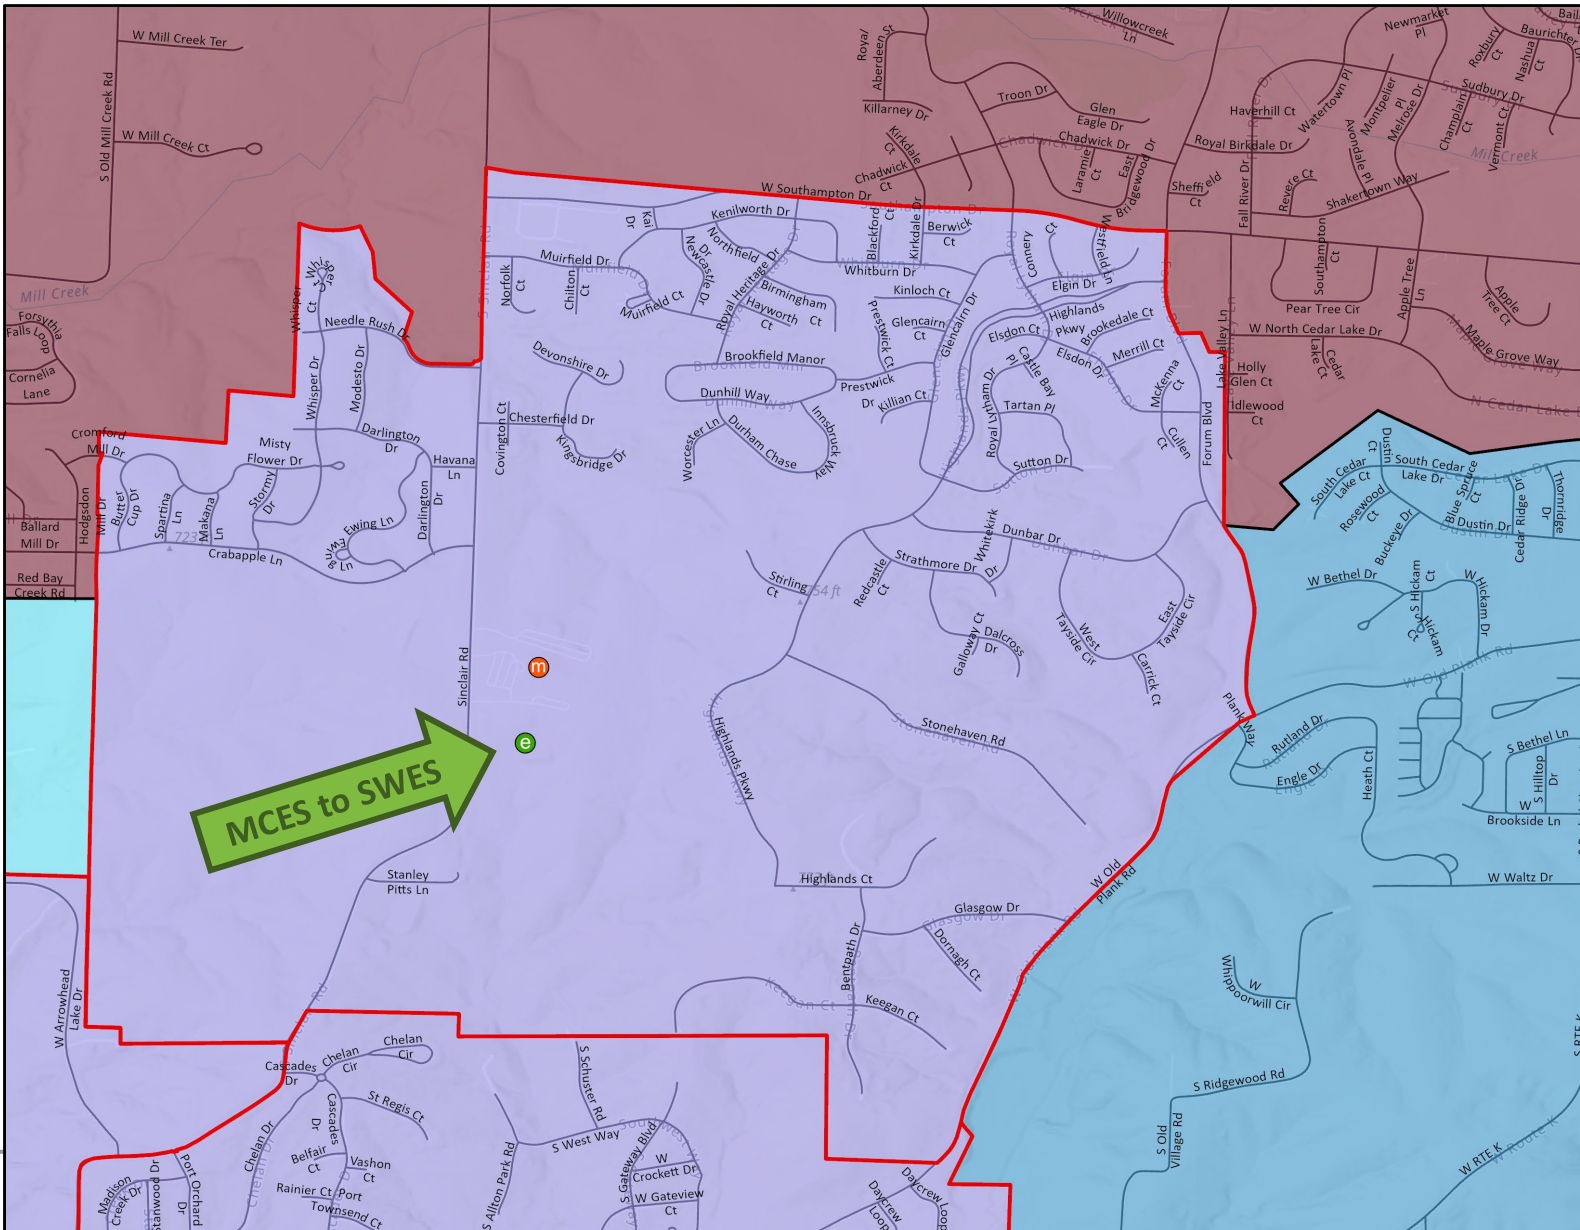 W Mill Creek Ter
S Old Mill Creek Rd
W Mill Creek Ct
Mill Creek
Forsythia
Falls Loop
Cornelia
Lane
Willowcreek
Ln
Royal
Aberdeen St
Killarney Dr
Troon Dr
Glen
Eagle Dr
Kirkdale
Ct
Chadwick
Ct
Chadwick Dr
Laramie
Ct
East
Bridgewood Dr
Royal Birkdale Dr
Haverhill Ct
Sheffield
Ct
Fall River Dr
Revere Ct
Shakertown Way
Watertown Pl
Montpelier
Pl
Melrose Dr
Avondale Pl
Newmarket
Pl
Roxbury
Ct
Nashua
Ct
Baurichter Dr
Sudbury Dr
Champlain
Ct
Vermont Ct
Mill Creek
W Southampton Dr
Kai
Dr
Kenilworth Dr
Northfield
Dr
Newcastle Dr
Royal Heritage Dr
Muirfield Dr
Norfolk
Ct
Chilton
Ct
Muirfield Ct
Birmingham
Ct
Hayworth
Ct
Blackford
Ct
Kirkdale Dr
Berwick
Ct
Whitburn Dr
Kinloch Ct
Glencairn
Ct
Prestwick Ct
Glencairn Dr
Connery
Ct
Westfield Ln
Elgin Dr
Highlands
Pkwy
Brookedale Ct
Elsdon Ct
Elsdon Dr
Merrill Ct
McKenna
Ct
Cullen
Ct
Forum Blvd
Castle Bay
Pl
Tartan Pl
Royal Lytham Dr
Sutton Dr
Southampton
Ct
Pear Tree Cir
Apple Tree
Ln
Apple
Tree Ct
W North Cedar Lake Dr
Lake Valley Ln
Cedar
Lake Ct
Holly
Glen Ct
Idlewood
Ct
Maple Grove Way
N Cedar Lake
Whisper
Ct
Whisper
Ct
Needle Rush Dr
Whisper Dr
Modesto Dr
Devonshire Dr
Chesterfield Dr
Covington Ct
Kingsbridge Dr
Brookfield Manor
Dunhill Way
Worcester Ln
Durham Chase
Innsbruck Way
Prestwick
Dr
Killian Ct
Cromford
Mill Dr
Misty
Flower Dr
Darlington
Dr
Havana
Ln
Darlington
Dr
Stormy
Dr
Ewing Ln
Ewing Ln
Hodgsdon
Mill Dr
Butter
Cup Dr
Spartina
Ln
Makana
Ln
Crabapple Ln
Ballard
Mill Dr
Red Bay
Creek Rd
Dustin
Ct
South Cedar
Lake Ct
South Cedar
Lake Dr
Rosewood
Ct
Blue Spruce
Ct
Buckeye Dr
Dustin Dr
Cedar Ridge Dr
Thornridge
Dr
W Bethel Dr
S Hickam
Ct
Hickam
Ct
W Hickam Dr
W Old Plank Rd
Stirling
Ct
754 ft
Redcastle
Ct
Strathmore Dr
Whitekirk
Dr
Dunbar Dr
Galloway Ct
Dalcross
Dr
West
Tayside Cir
East
Tayside Cir
Carrick Ct
Sinclair Rd
m
e
MCES to SWES
Highlands Pkwy
Stonehaven Rd
Plank Way
Rutland Dr
Engle Dr
Heath Ct
S Bethel Ln
S Hilltop
Dr
W
Brookside Ln
W Waltz Dr
Stanley
Pitts Ln
Highlands Ct
W Old
Plank Rd
Glasgow Dr
Dornagh Ct
Bentpath Dr
Keegan Ct
W Arrowhead
Lake Dr
W
Whippoorwill Cir
S Ridgewood Rd
S Old
Village Rd
W RTE K
S RTE K
Cascades
Dr
Chelan
Cir
Chelan
Cir
St Regis Ct
Cascades
Dr
Chelan Dr
Belfair
Ct
Vashon
Ct
Rainier Ct
Port
Townsend Ct
Madison
Creek Dr
Stanwood Dr
Port Orchard
Dr
S Schuster Rd
S West Way
S Allton Park Rd
S Gateway Blvd
W
Crockett Dr
W Gateview
Ct
Daycrew
Loop
Daycrew
Loop